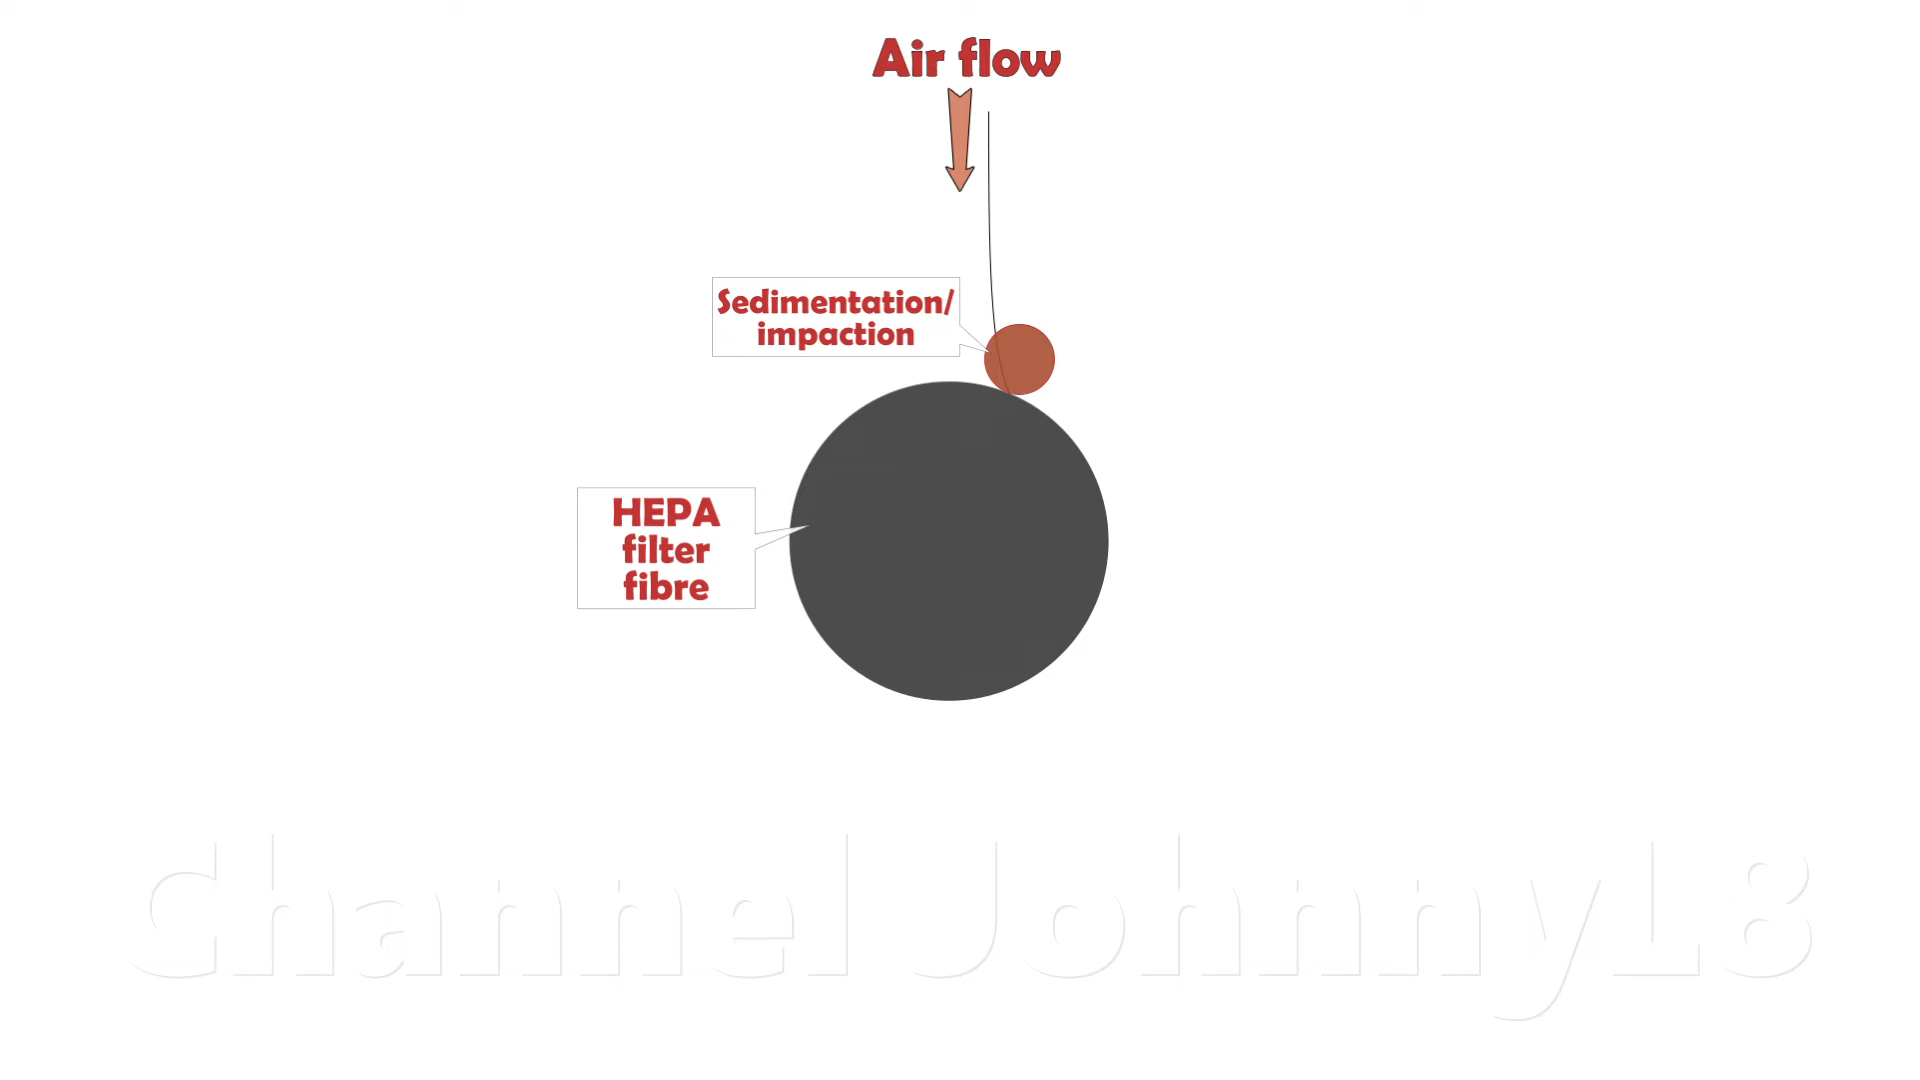 Air flow
Sedimentation/
impaction
HEPA
filter
fibre
Channel JohnnyL8